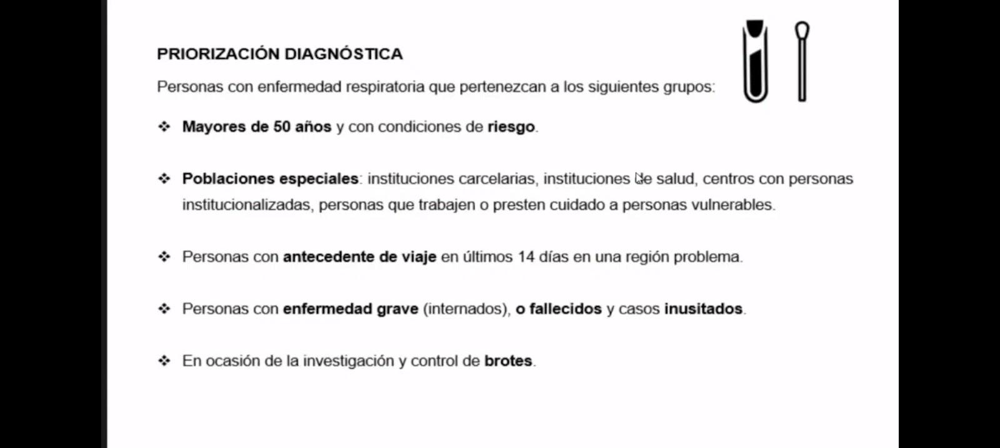 PRIORIZACIÓN DIAGNÓSTICA
Personas con enfermedad respiratoria que pertenezcan a los siguientes grupos:
❖ Mayores de 50 años y con condiciones de riesgo.
❖ Poblaciones especiales: instituciones carcelarias, instituciones de salud, centros con personas
institucionalizadas, personas que trabajen o presten cuidado a personas vulnerables.
❖ Personas con antecedente de viaje en últimos 14 días en una región problema.
❖ Personas con enfermedad grave (internados), o fallecidos y casos inusitados.
❖ En ocasión de la investigación y control de brotes.